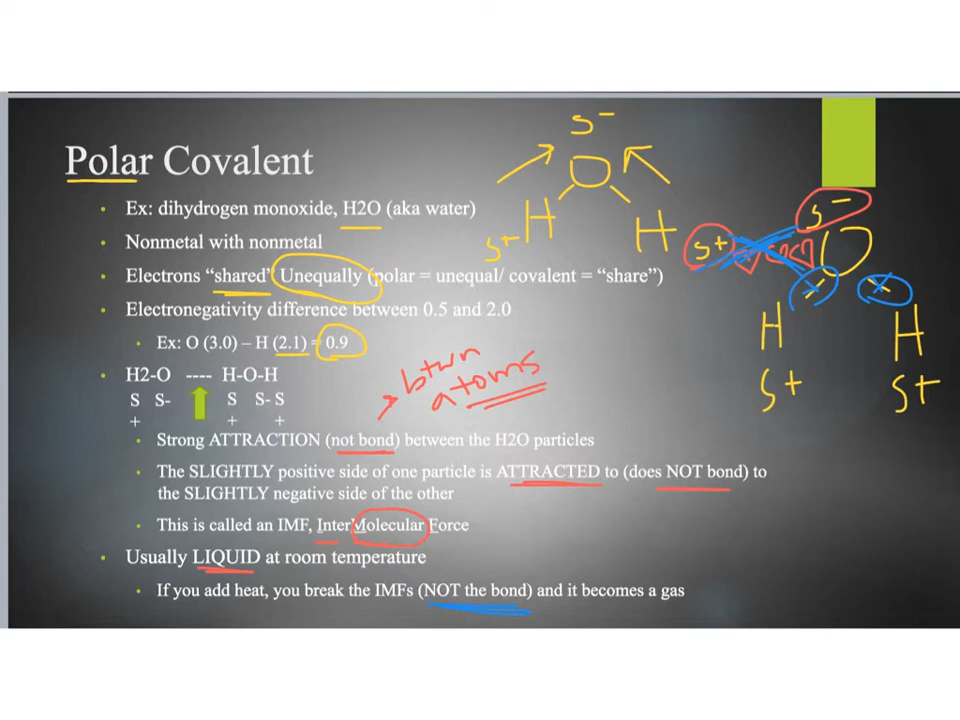 Polar Covalent
Ex: dihydrogen monoxide, H2O (aka water)
Nonmetal with nonmetal
Electrons “shared” Unequally (polar = unequal/ covalent = “share”)
Electronegativity difference between 0.5 and 2.0
Ex: O (3.0) – H (2.1) = 0.9
H2-O ---- H-O-H
S S- S S- S
+ + +
Strong ATTRACTION (not bond) between the H2O particles
The SLIGHTLY positive side of one particle is ATTRACTED to (does NOT bond) to
the SLIGHTLY negative side of the other
This is called an IMF, InterMolecular Force
Usually LIQUID at room temperature
If you add heat, you break the IMFs (NOT the bond) and it becomes a gas
btwn
atoms
S-
O
H H
S+
S+
S-
O
H H
S+ S+